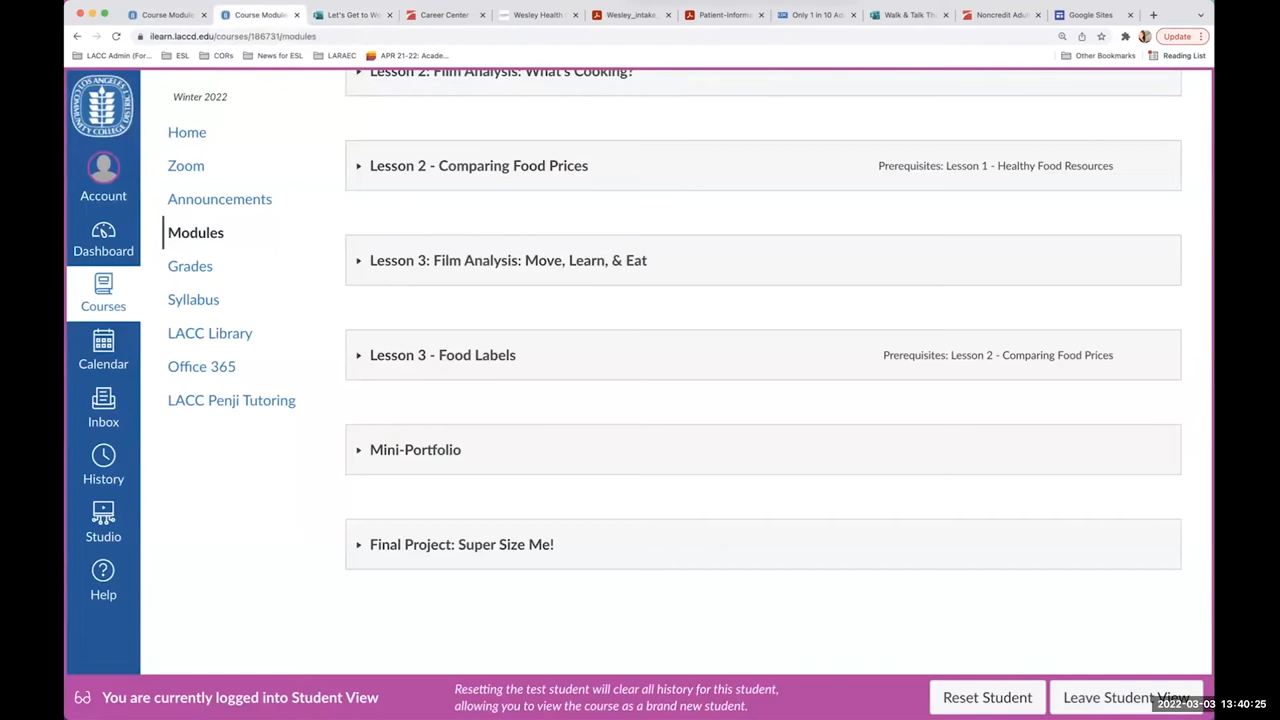 Course Module
Course Module
Let's Get to W
Career Center
Wesley Health
Wesley_intake
Patient-Inform
Only 1 in 10 Ad
Walk & Talk Th
Noncredit Adu
Google Sites
ilearn.laccd.edu/courses/186731/modules
Update
LACC Admin (For...
ESL
CORs
News for ESL
LARAEC
APR 21-22: Acade...
Other Bookmarks
Reading List
LOS ANGELES
COMMUNITY COLLEGE
DISTRICT
Account
Dashboard
Courses
Calendar
Inbox
History
Studio
Help
Winter 2022
Home
Zoom
Announcements
Modules
Grades
Syllabus
LACC Library
Office 365
LACC Penji Tutoring
Lesson 2: Film Analysis: What's Cooking?
Lesson 2 - Comparing Food Prices
Prerequisites: Lesson 1 - Healthy Food Resources
Lesson 3: Film Analysis: Move, Learn, & Eat
Lesson 3 - Food Labels
Prerequisites: Lesson 2 - Comparing Food Prices
Mini-Portfolio
Final Project: Super Size Me!
You are currently logged into Student View
Resetting the test student will clear all history for this student,
allowing you to view the course as a brand new student.
Reset Student
Leave Student View
2022-03-03 13:40:25